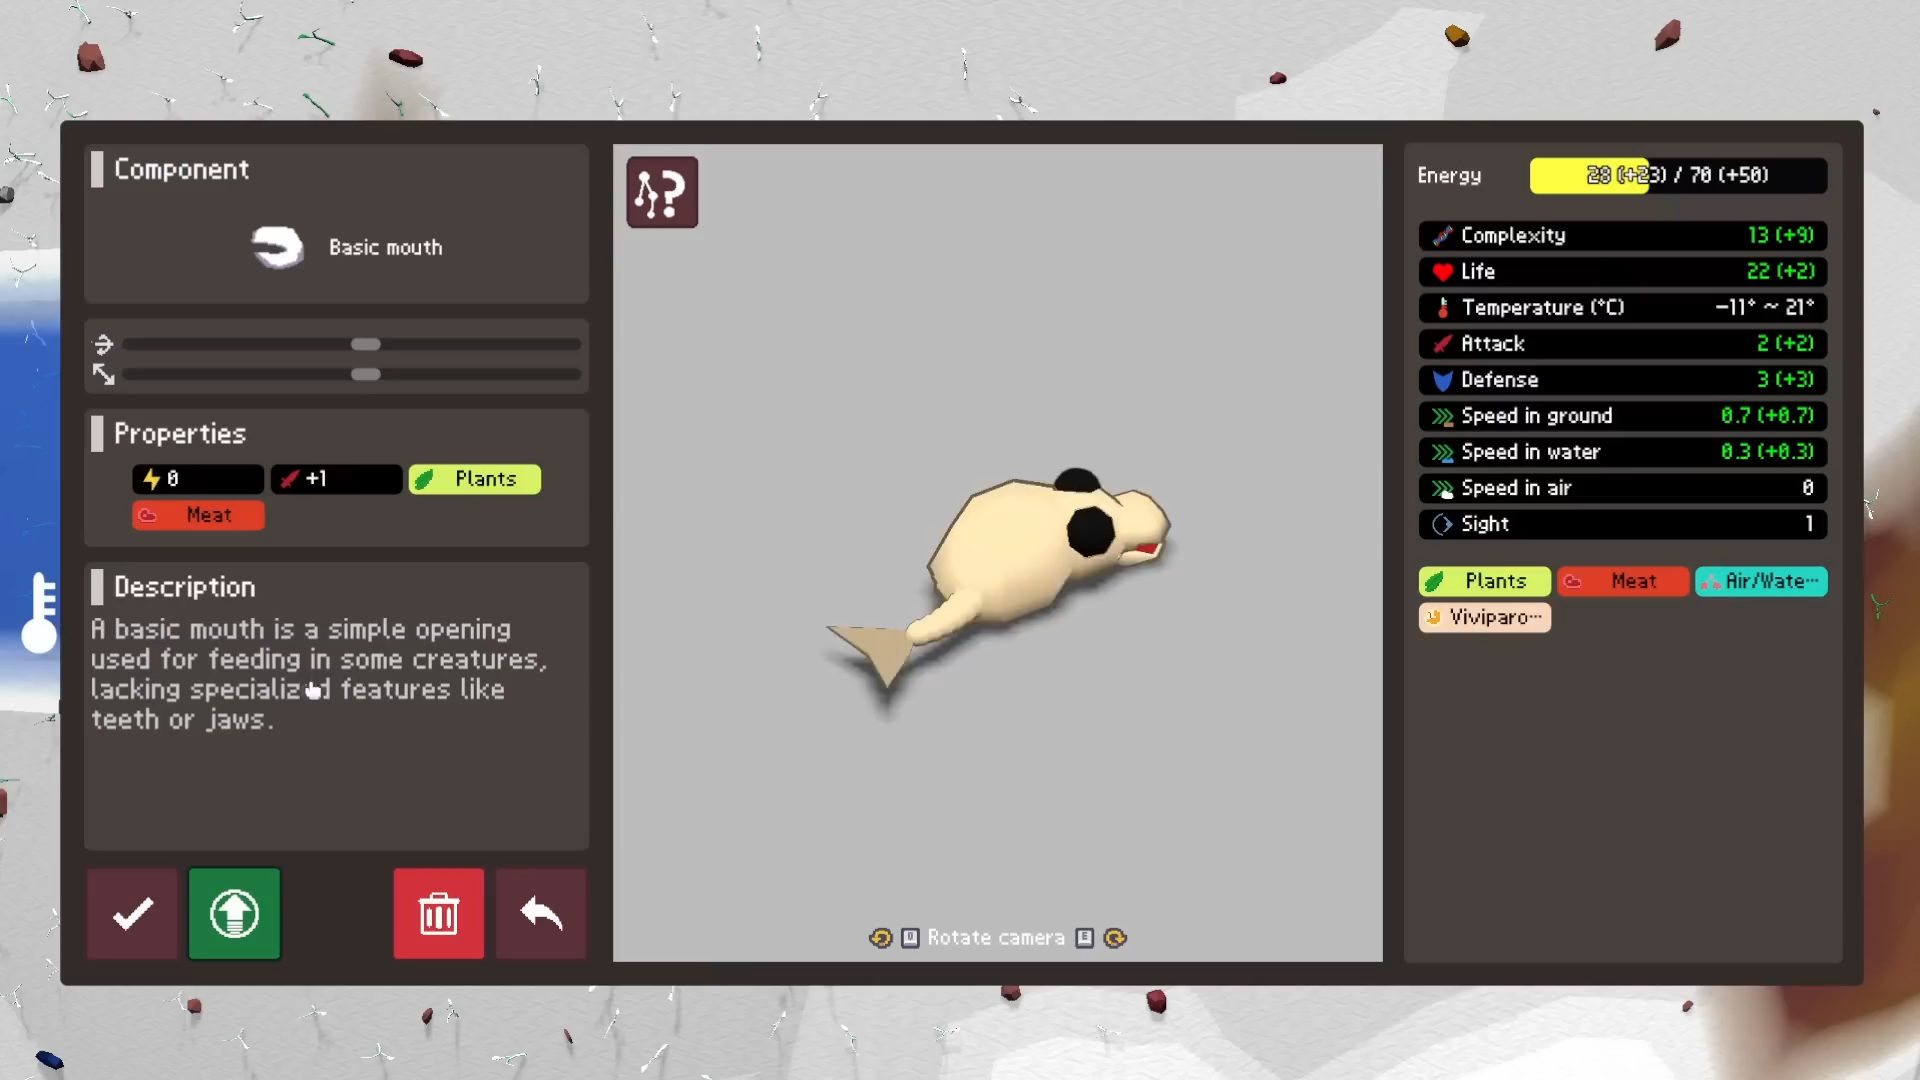 Component
Basic mouth
Properties
0
+1
Plants
Meat
Description
A basic mouth is a simple opening
used for feeding in some creatures,
lacking specialized features like
teeth or jaws.
?
Rotate camera E
Energy 28 (+23) / 70 (+50)
Complexity 13 (+9)
Life 22 (+2)
Temperature (°C) -11° ~ 21°
Attack 2 (+2)
Defense 3 (+3)
Speed in ground 0.7 (+0.7)
Speed in water 0.3 (+0.3)
Speed in air 0
Sight 1
Plants Meat Air/Wate...
Viviparo...